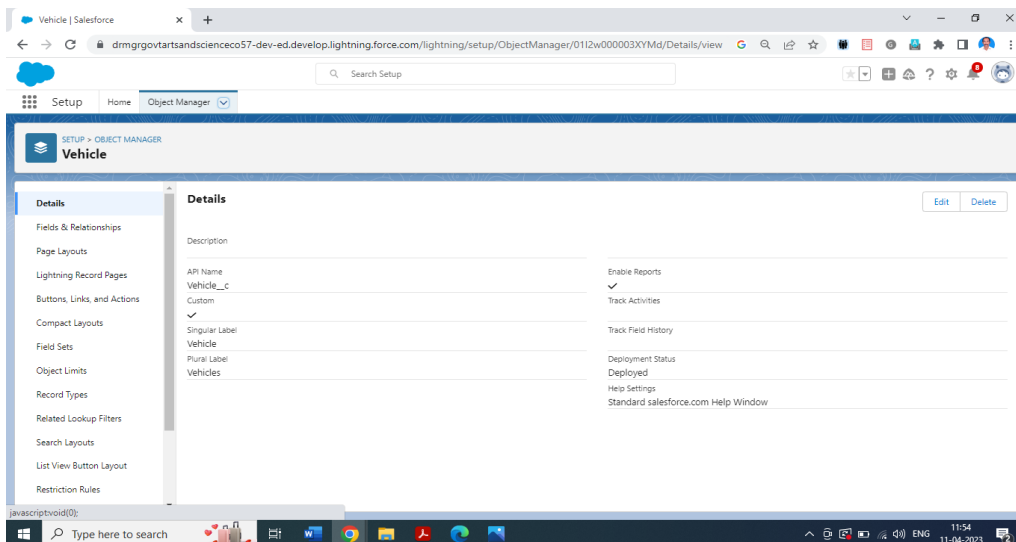 Vehicle | Salesforce
drmgrgovtartsandscienceco57-dev-ed.develop.lightning.force.com/lightning/setup/ObjectManager/01I2w000003XYMd/Details/view
Search Setup
8
Setup Home Object Manager
SETUP > OBJECT MANAGER
Vehicle
Details
Fields & Relationships
Page Layouts
Lightning Record Pages
Buttons, Links, and Actions
Compact Layouts
Field Sets
Object Limits
Record Types
Related Lookup Filters
Search Layouts
List View Button Layout
Restriction Rules
Details
Edit Delete
Description
API Name
Vehicle__c
Custom
Singular Label
Vehicle
Plural Label
Vehicles
Enable Reports
Track Activities
Track Field History
Deployment Status
Deployed
Help Settings
Standard salesforce.com Help Window
javascript:void(0);
Type here to search
ENG
11:54
11-04-2023
2